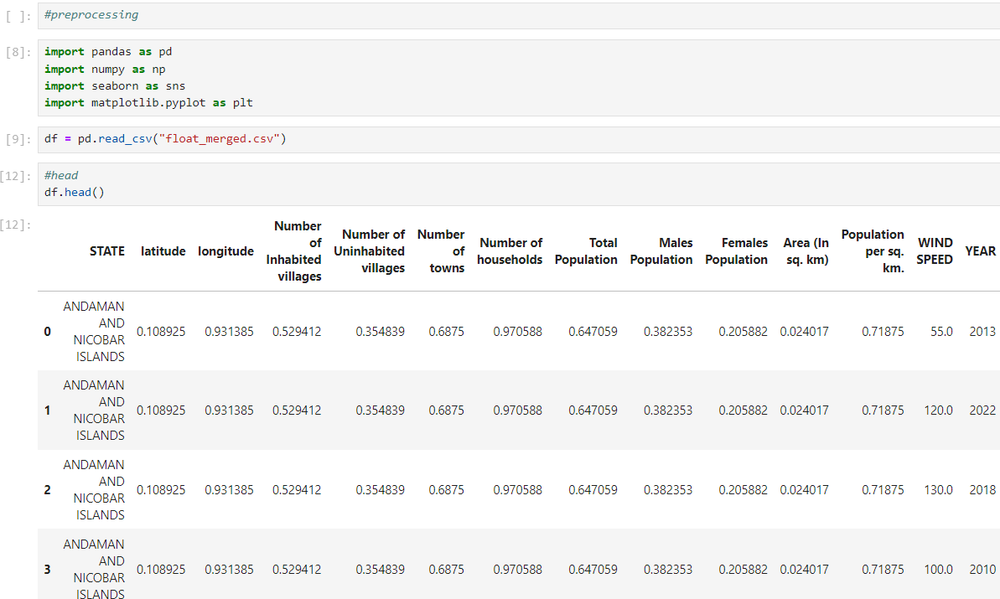 [ ]: #preprocessing
[8]: import pandas as pd
import numpy as np
import seaborn as sns
import matplotlib.pyplot as plt
[9]: df = pd.read_csv("float_merged.csv")
[12]: #head
df.head()
[12]:
STATE latitude longitude Number of Inhabited villages Number of Uninhabited villages Number of towns Number of households Total Population Males Population Females Population Area (In sq. km) Population per sq. km. WIND SPEED YEAR
0 ANDAMAN AND NICOBAR ISLANDS 0.108925 0.931385 0.529412 0.354839 0.6875 0.970588 0.647059 0.382353 0.205882 0.024017 0.71875 55.0 2013
1 ANDAMAN AND NICOBAR ISLANDS 0.108925 0.931385 0.529412 0.354839 0.6875 0.970588 0.647059 0.382353 0.205882 0.024017 0.71875 120.0 2022
2 ANDAMAN AND NICOBAR ISLANDS 0.108925 0.931385 0.529412 0.354839 0.6875 0.970588 0.647059 0.382353 0.205882 0.024017 0.71875 130.0 2018
3 ANDAMAN AND NICOBAR ISLANDS 0.108925 0.931385 0.529412 0.354839 0.6875 0.970588 0.647059 0.382353 0.205882 0.024017 0.71875 100.0 2010